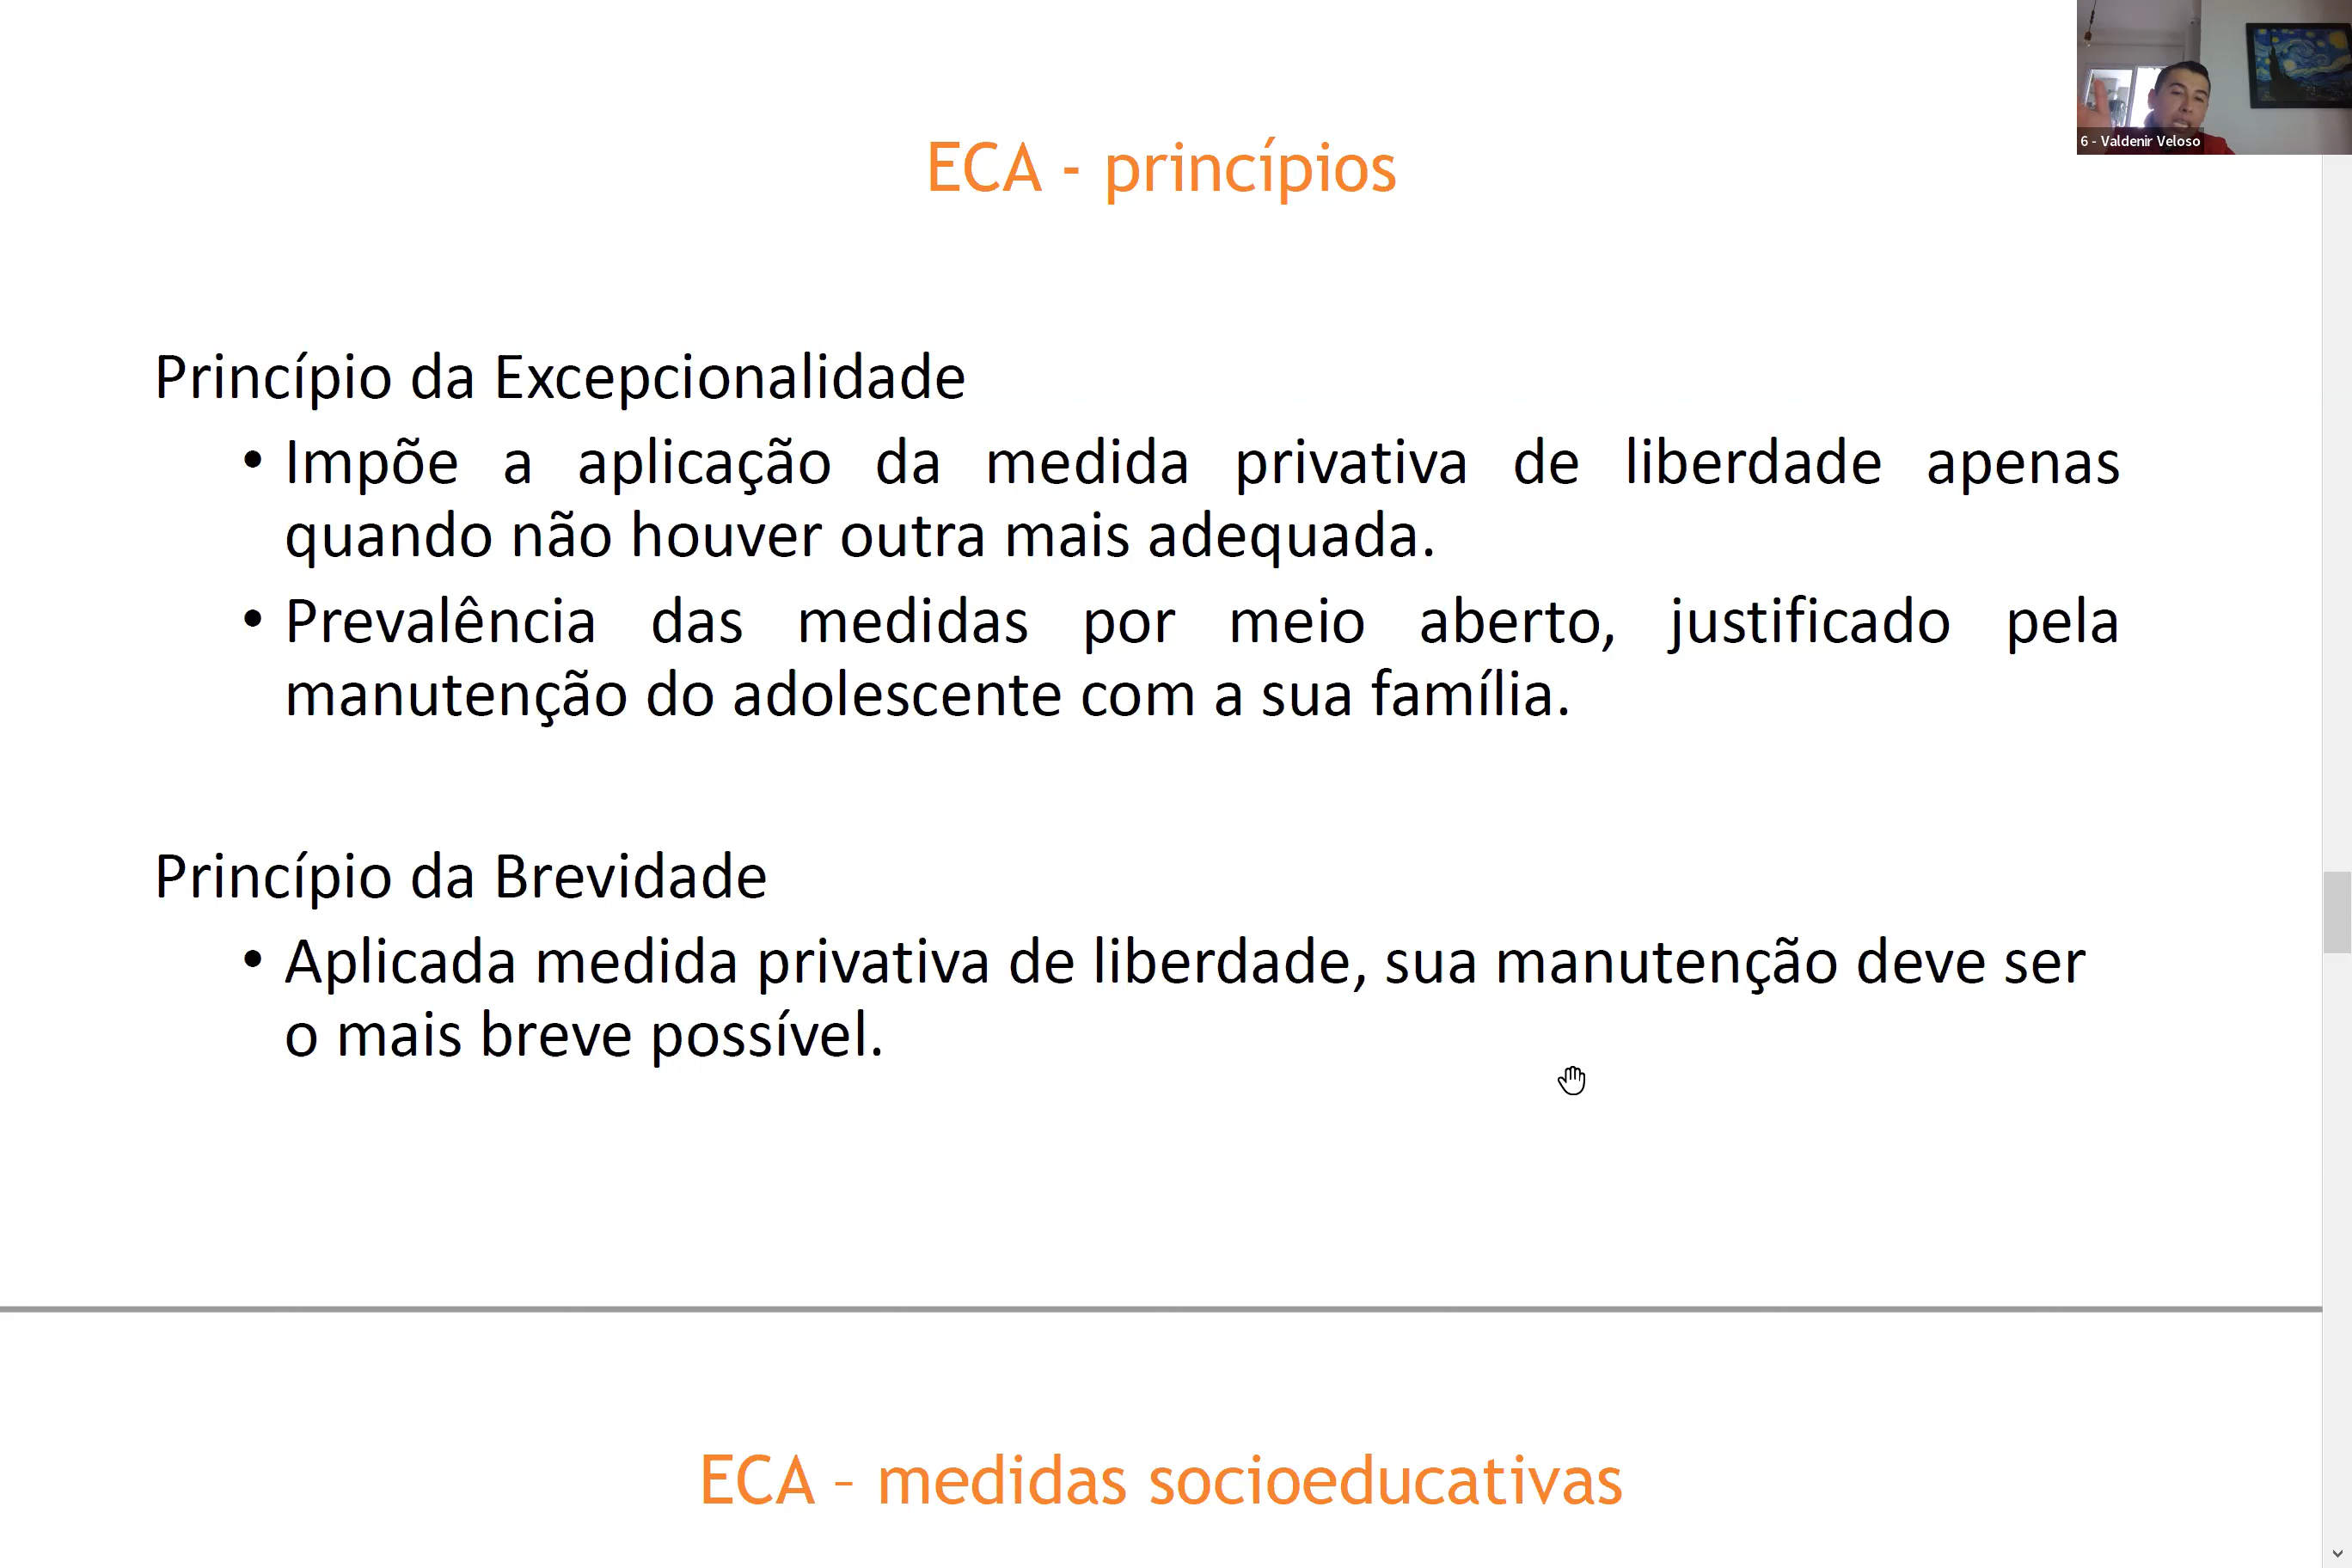 6 - Valdenir Veloso
ECA - princípios
Princípio da Excepcionalidade
• Impõe a aplicação da medida privativa de liberdade apenas
quando não houver outra mais adequada.
• Prevalência das medidas por meio aberto, justificado pela
manutenção do adolescente com a sua família.
Princípio da Brevidade
• Aplicada medida privativa de liberdade, sua manutenção deve ser
o mais breve possível.
ECA – medidas socioeducativas